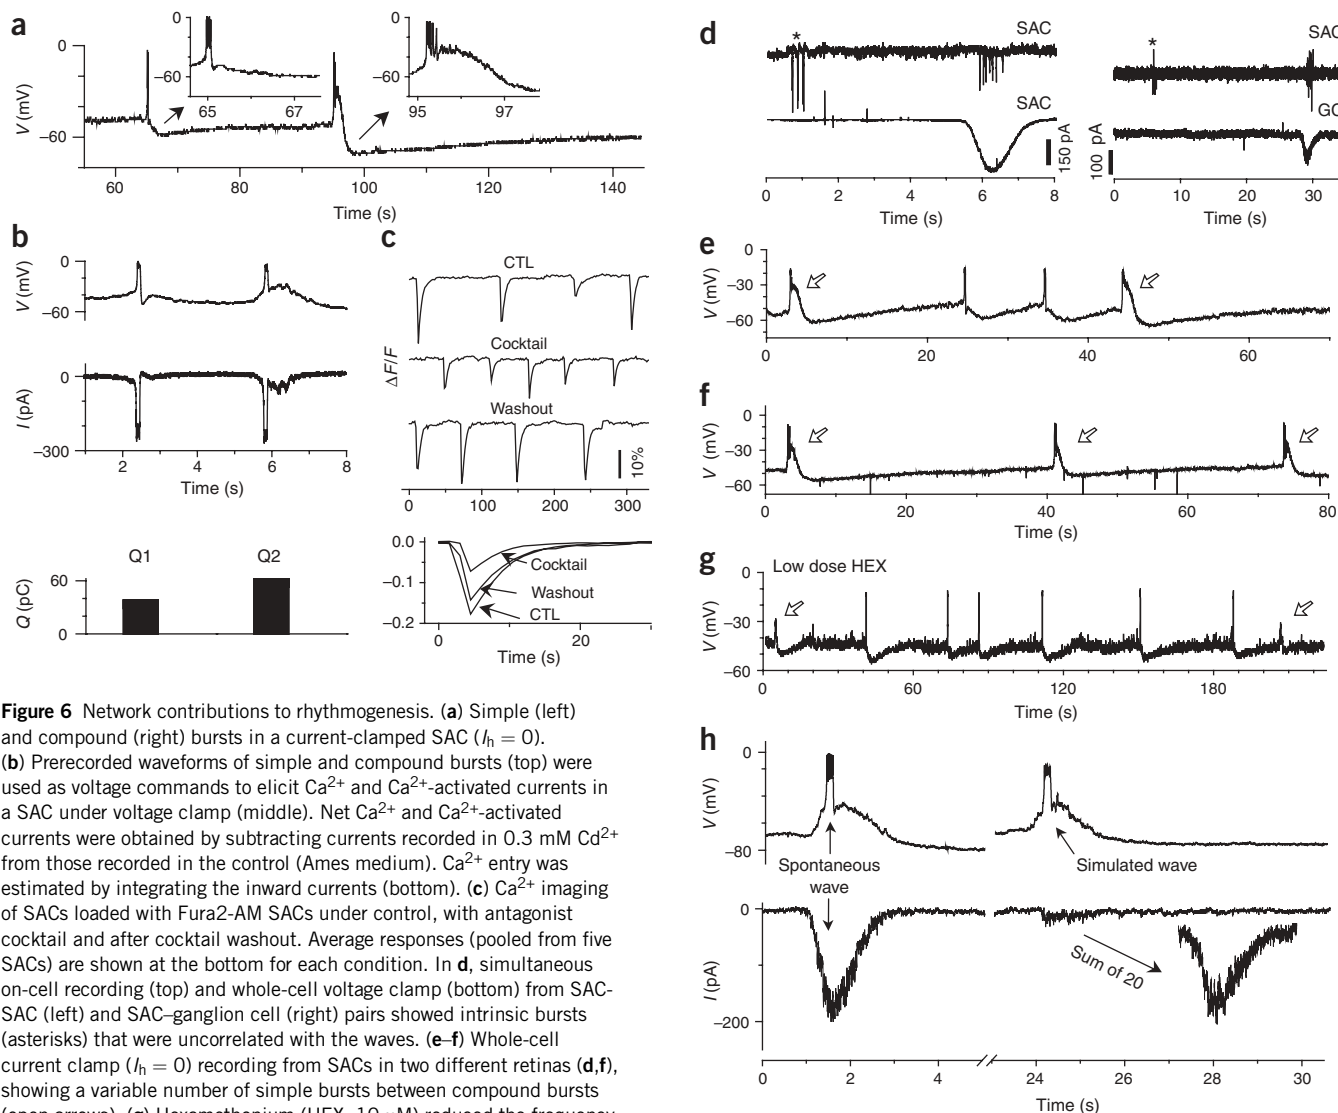 a
0
–60
V (mV)
0
–60
65
67
0
–60
95
97
60
80
100
120
140
Time (s)
b
0
–60
V (mV)
0
–300
I (pA)
2
4
6
8
Time (s)
Q1
Q2
60
0
Q (pC)
c
CTL
Cocktail
Washout
ΔF/F
10%
0
100
200
300
Time (s)
0.0
–0.1
–0.2
Cocktail
Washout
CTL
0
20
Time (s)
Figure 6 Network contributions to rhythmogenesis. (a) Simple (left)
and compound (right) bursts in a current-clamped SAC (Ih = 0).
(b) Prerecorded waveforms of simple and compound bursts (top) were
used as voltage commands to elicit Ca2+ and Ca2+-activated currents in
a SAC under voltage clamp (middle). Net Ca2+ and Ca2+-activated
currents were obtained by subtracting currents recorded in 0.3 mM Cd2+
from those recorded in the control (Ames medium). Ca2+ entry was
estimated by integrating the inward currents (bottom). (c) Ca2+ imaging
of SACs loaded with Fura2-AM SACs under control, with antagonist
cocktail and after cocktail washout. Average responses (pooled from five
SACs) are shown at the bottom for each condition. In d, simultaneous
on-cell recording (top) and whole-cell voltage clamp (bottom) from SAC-
SAC (left) and SAC–ganglion cell (right) pairs showed intrinsic bursts
(asterisks) that were uncorrelated with the waves. (e–f) Whole-cell
current clamp (Ih = 0) recording from SACs in two different retinas (d,f),
showing a variable number of simple bursts between compound bursts
(open arrows). (g) Hexamethonium (HEX, 10 μM) reduced the frequency
d
SAC
*
SAC
150 pA
0
2
4
6
8
Time (s)
SAC
*
GC
100 pA
0
10
20
30
Time (s)
e
0
–30
–60
V (mV)
0
20
40
60
f
0
–30
–60
V (mV)
0
40
60
80
Time (s)
g
Low dose HEX
0
–30
–60
V (mV)
0
60
120
180
Time (s)
h
0
–80
V (mV)
Spontaneous
wave
Simulated wave
0
–200
I (pA)
Sum of 20
0
2
4
24
26
28
30
Time (s)